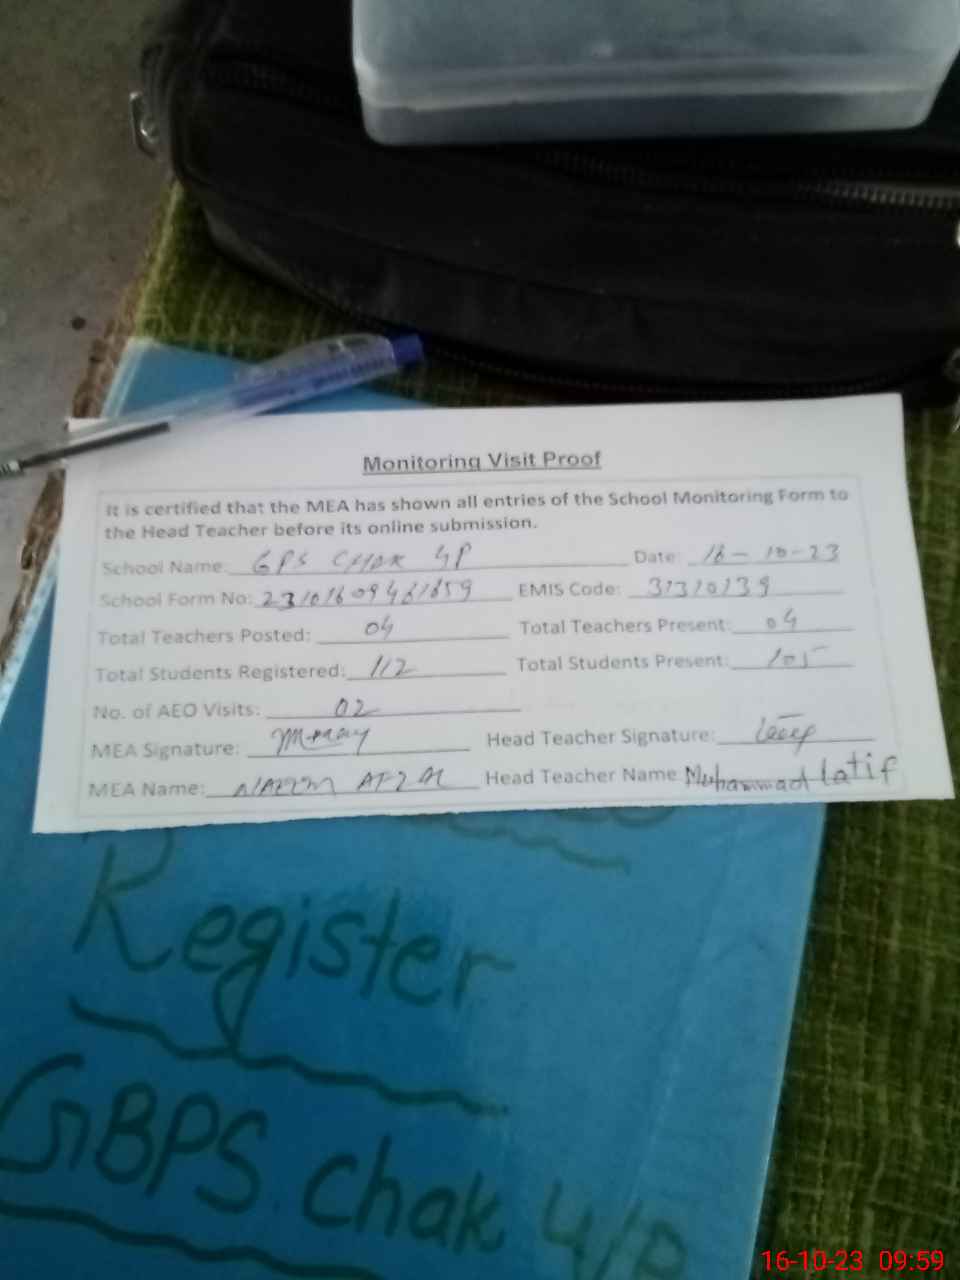 Monitoring Visit Proof
It is certified that the MEA has shown all entries of the School Monitoring Form to
the Head Teacher before its online submission.
School Name: GPS CHAK 4P Date: 16-10-23
School Form No: EMIS Code: 31310139
Total Teachers Posted: 04 Total Teachers Present: 04
Total Students Registered: 112 Total Students Present: 105
No. of AEO Visits: 02
MEA Signature: Head Teacher Signature:
MEA Name: Head Teacher Name Muhammad latif
Register
GBPS Chak 4/P
16-10-23 09:59